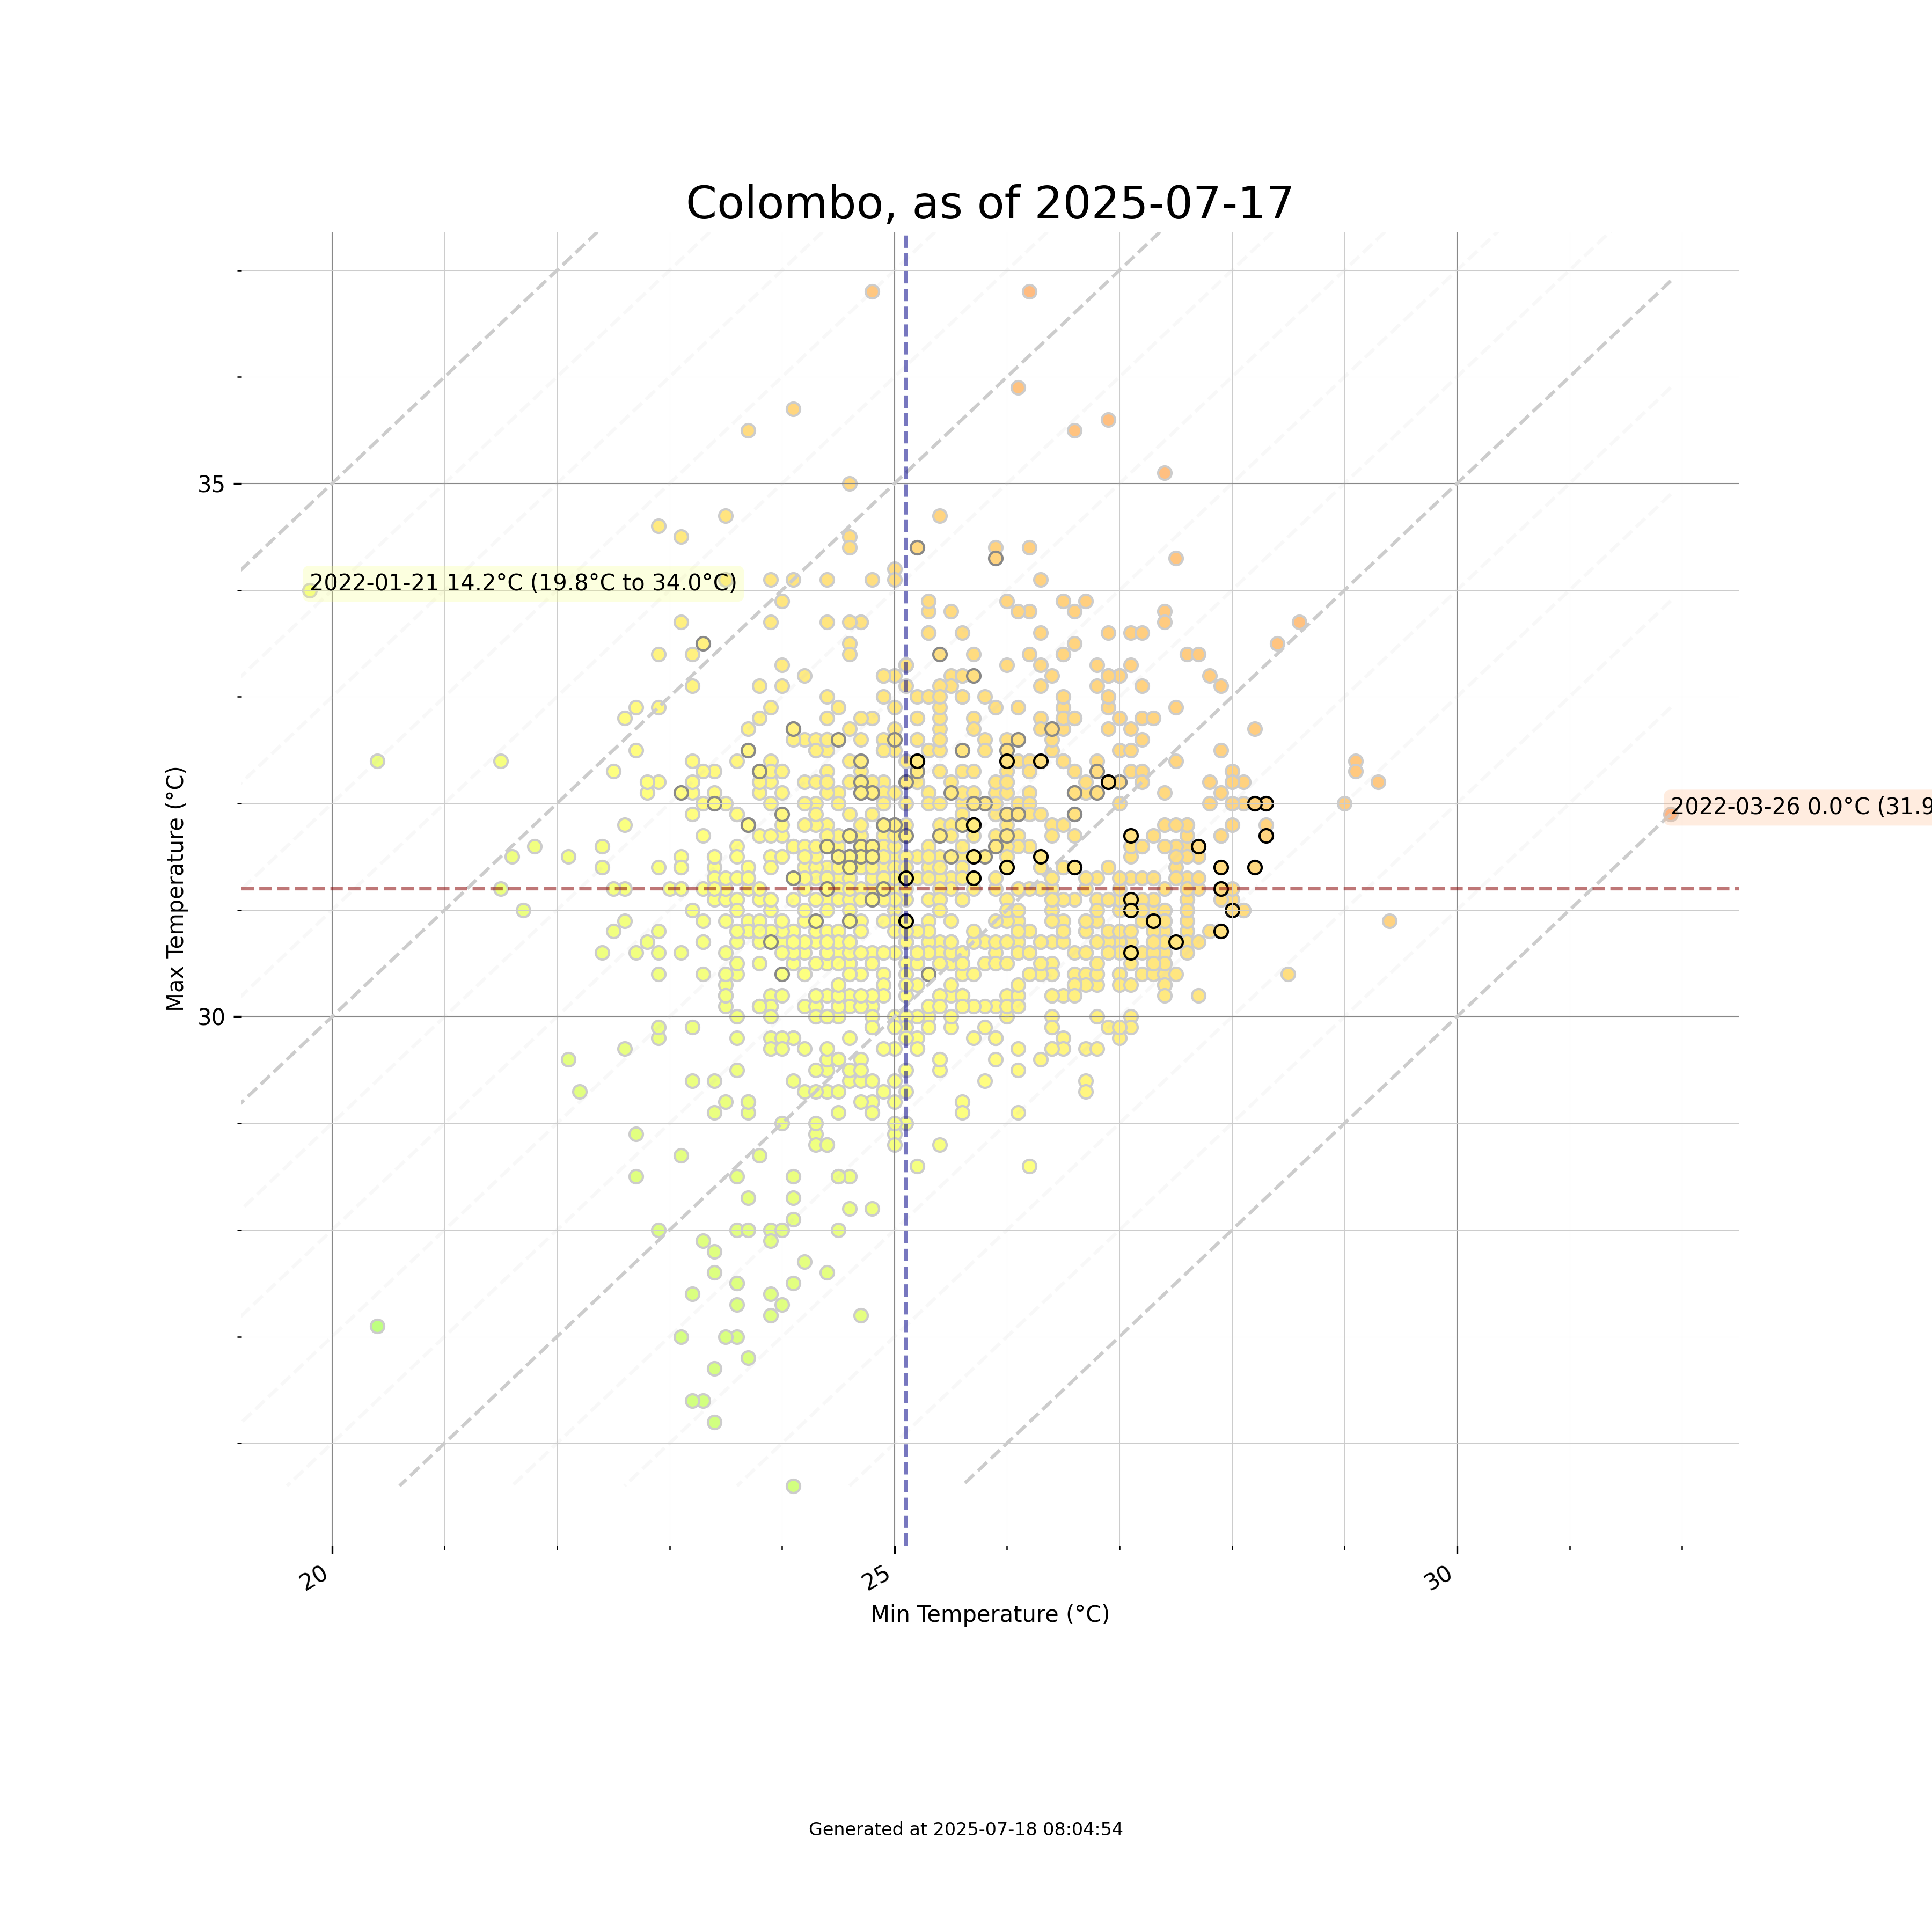 Colombo, as of 2025-07-17
35
2022-01-21 14.2°C (19.8°C to 34.0°C)
2022-03-26 0.0°C (31.9
Max Temperature (°C)
30
20
25
30
Min Temperature (°C)
Generated at 2025-07-18 08:04:54